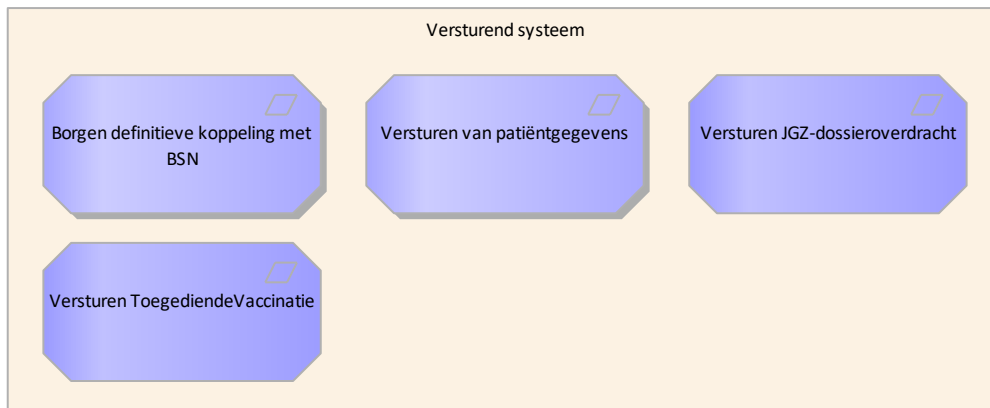 Versturend systeem
Borgen definitieve koppeling met
BSN
Versturen van patiëntgegevens
Versturen JGZ-dossieroverdracht
Versturen ToegediendeVaccinatie